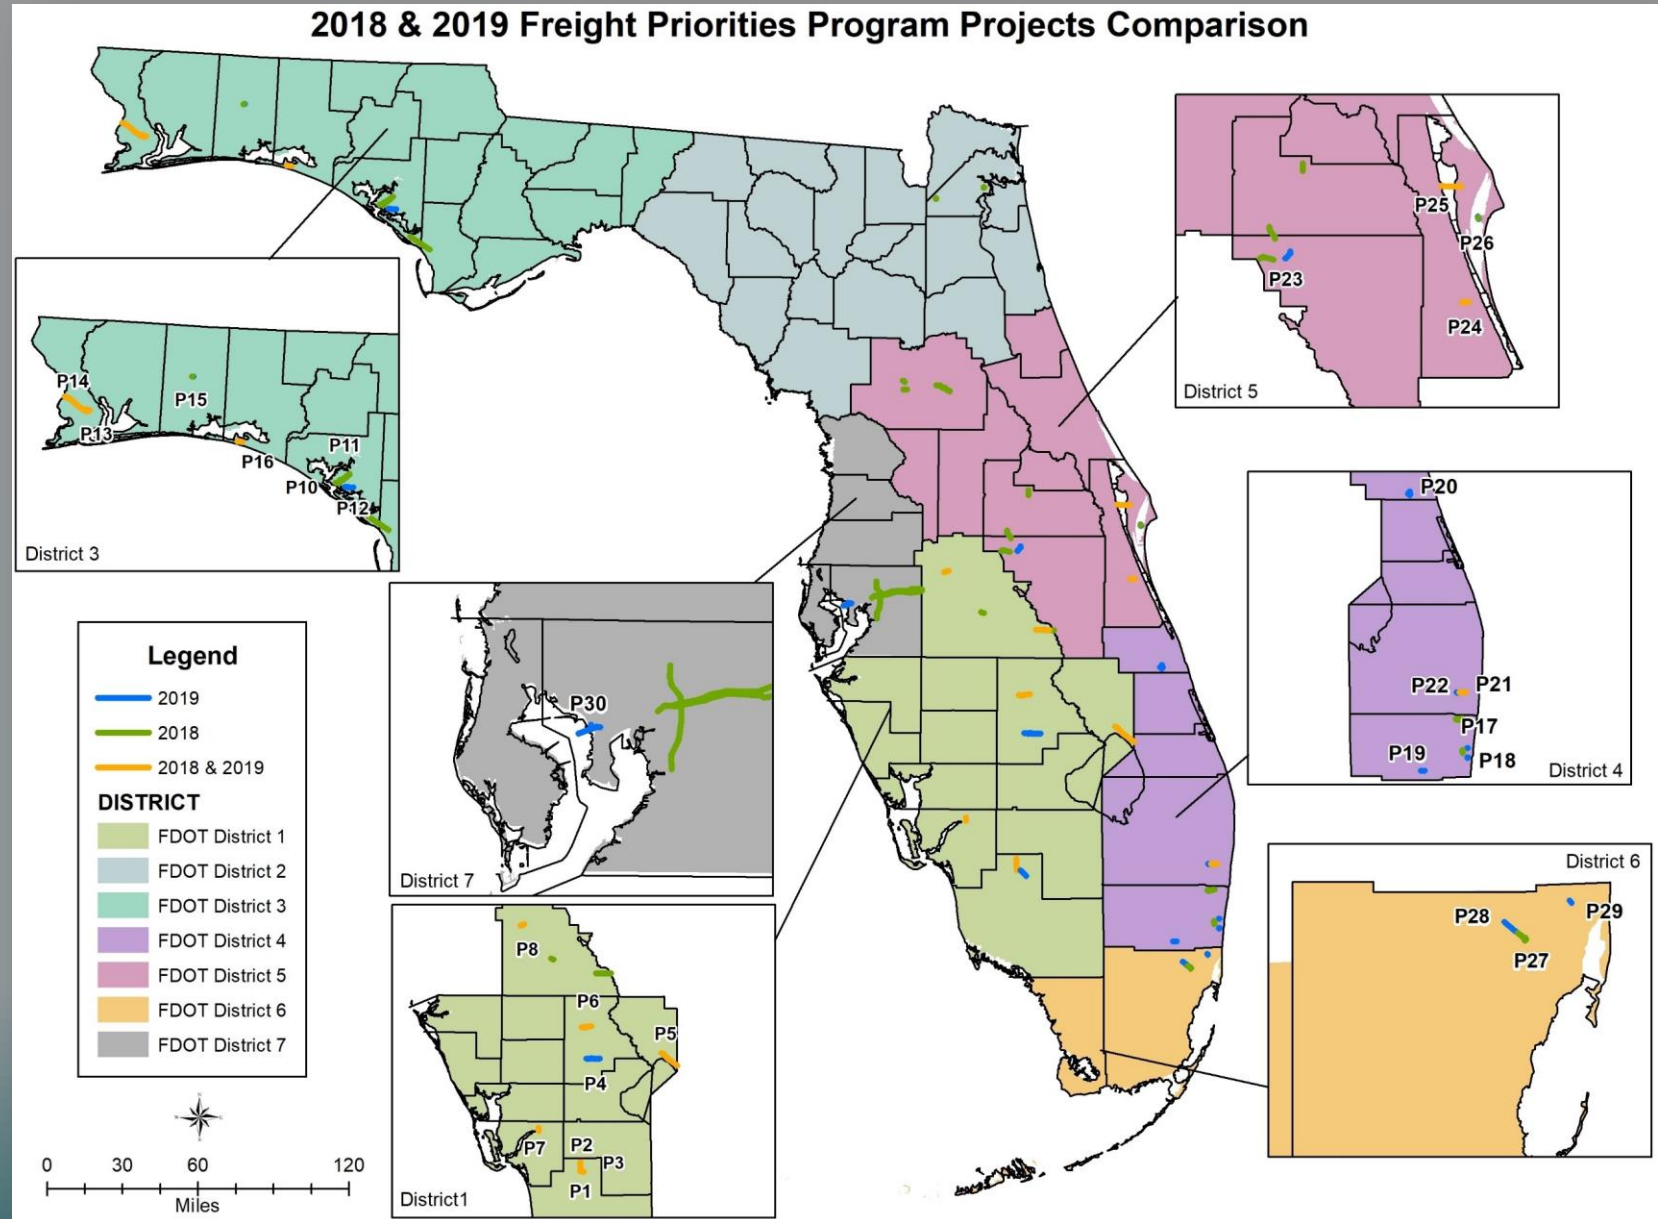 2018 & 2019 Freight Priorities Program Projects Comparison
P25
P26
P23
P24
District 5
P14
P15
P13
P11
P16
P10
P12
District 3
P20
P22
P21
P17
P19
P18
District 4
Legend
2019
2018
2018 & 2019
DISTRICT
FDOT District 1
FDOT District 2
FDOT District 3
FDOT District 4
FDOT District 5
FDOT District 6
FDOT District 7
P30
District 7
District 6
P28
P29
P27
P8
P6
P5
P4
P7
P2
P3
P1
District1
0 30 60 120
Miles